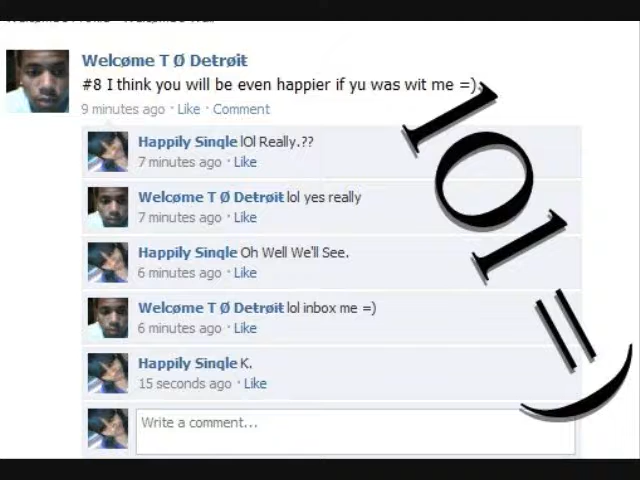 Welcøme T Ø Detrøit
#8 I think you will be even happier if yu was wit me =).
9 minutes ago · Like · Comment
Happily Single lOl Really.??
7 minutes ago · Like
Welcøme T Ø Detrøit lol yes really
7 minutes ago · Like
Happily Single Oh Well We'll See.
6 minutes ago · Like
Welcøme T Ø Detrøit lol inbox me =)
6 minutes ago · Like
Happily Single K.
15 seconds ago · Like
Write a comment...
lOl =)